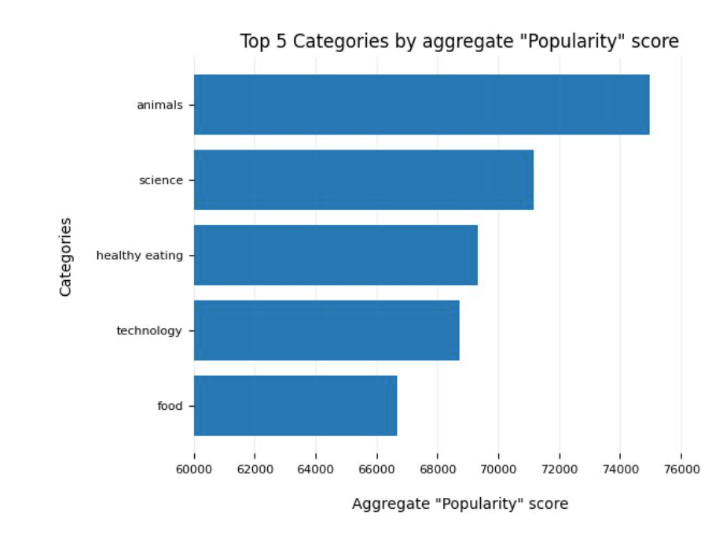 Top 5 Categories by aggregate "Popularity" score
Categories
animals
science
healthy eating
technology
food
60000 62000 64000 66000 68000 70000 72000 74000 76000
Aggregate "Popularity" score